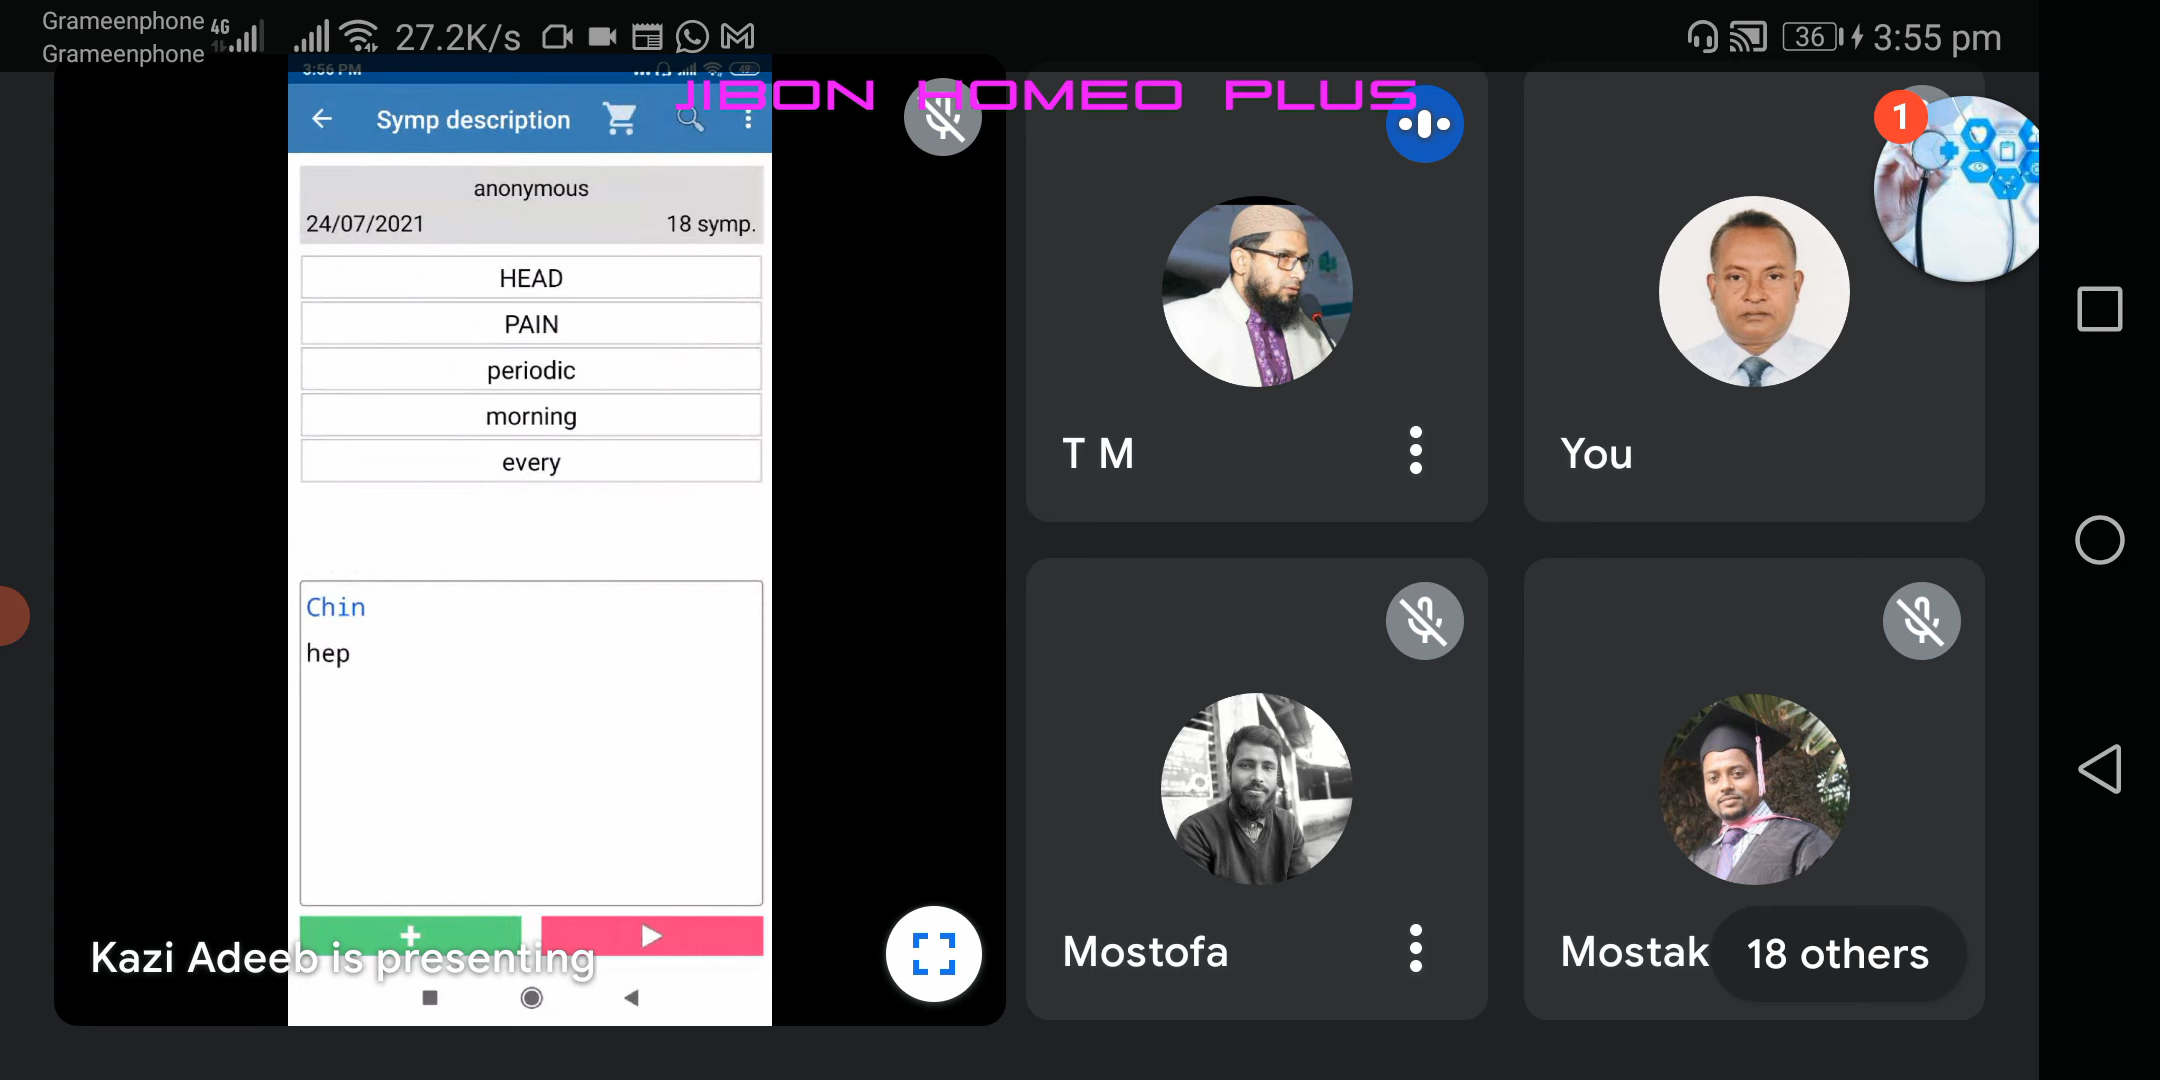 Grameenphone 4G
Grameenphone
27.2K/s
36
3:55 pm
3:56 PM
49
JIBON HOMEO PLUS
Symp description
anonymous
24/07/2021
18 symp.
HEAD
PAIN
periodic
morning
every
Chin
hep
Kazi Adeeb is presenting
T M
You
1
Mostofa
Mostak
18 others